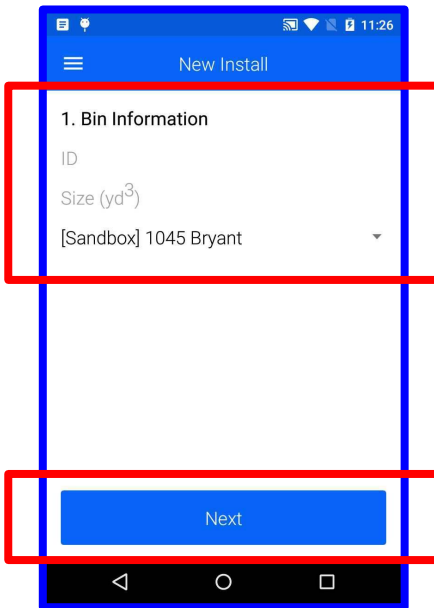 11:26
New Install
1. Bin Information
ID
Size (yd³)
[Sandbox] 1045 Bryant
Next